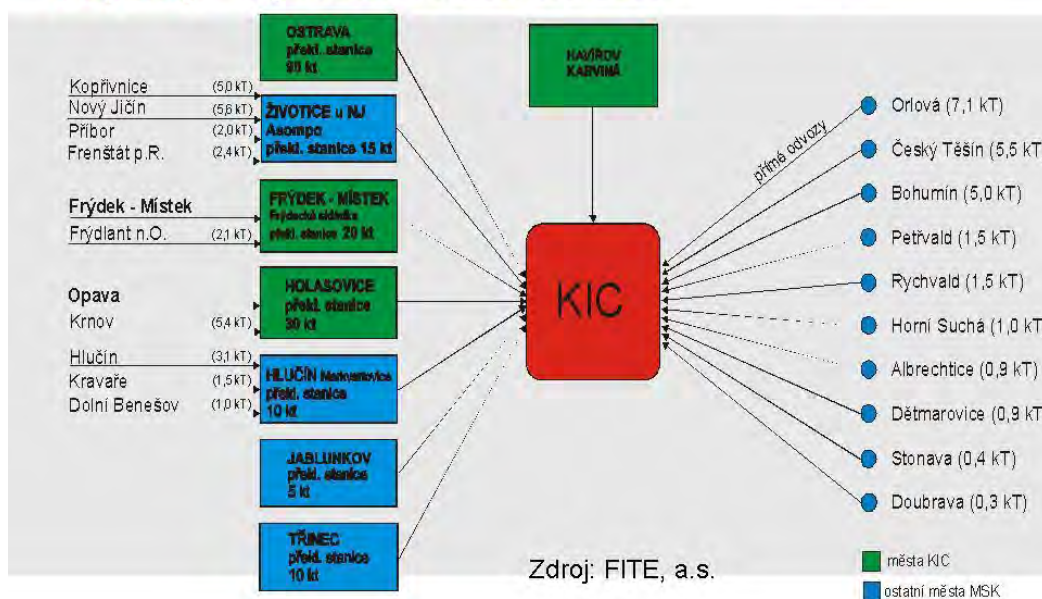 OSTRAVA
překl. stanice
90 kt
Kopřivnice (5,0 kT)
Nový Jičín (5,6 kT)
Příbor (2,0 kT)
Frenštát p.R. (2,4 kT)
ŽIVOTICE u NJ
Asompo
překl. stanice 15 kt
Frýdek - Místek
Frýdlant n.O. (2,1 kT)
FRÝDEK - MÍSTEK
Frýdecká skládka
překl. stanice 20 kt
Opava
Krnov (5,4 kT)
HOLASOVICE
překl. stanice
30 kt
Hlučín (3,1 kT)
Kravaře (1,5 kT)
Dolní Benešov (1,0 kT)
HLUČÍN Markvartovice
překl. stanice
10 kt
JABLUNKOV
překl. stanice
5 kt
TŘINEC
překl. stanice
10 kt
HAVÍŘOV
KARVINÁ
KIC
přímé odvozy
Orlová (7,1 kT)
Český Těšín (5,5 kT
Bohumín (5,0 kT)
Petřvald (1,5 kT)
Rychvald (1,5 kT)
Horní Suchá (1,0 kT)
Albrechtice (0,9 kT)
Dětmarovice (0,9 kT)
Stonava (0,4 kT)
Doubrava (0,3 kT)
Zdroj: FITE, a.s.
města KIC
ostatní města MSK